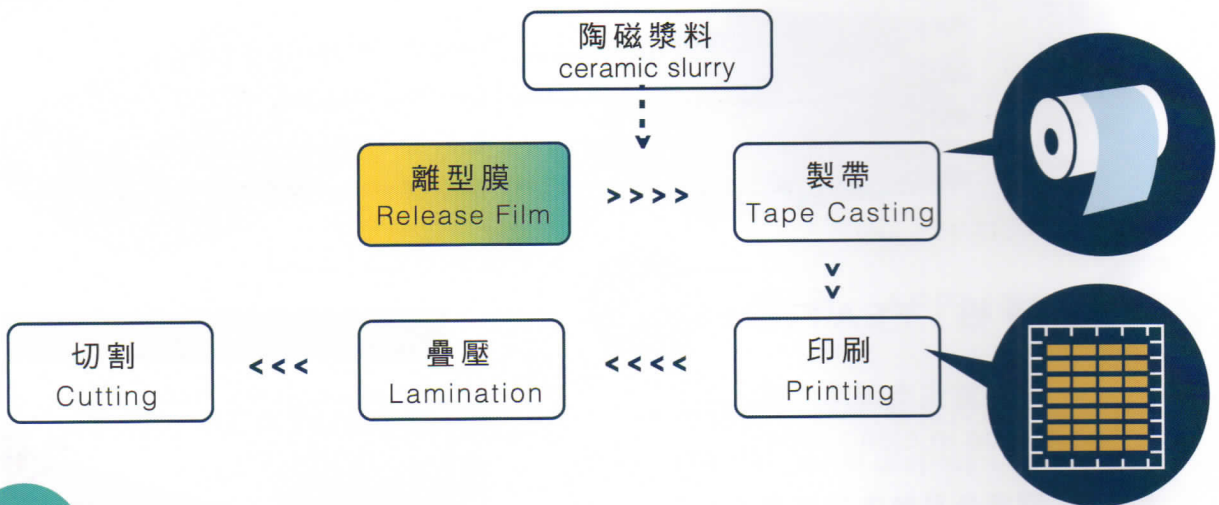 陶磁漿料
ceramic slurry
離型膜
Release Film
製帶
Tape Casting
切割
Cutting
疊壓
Lamination
印刷
Printing